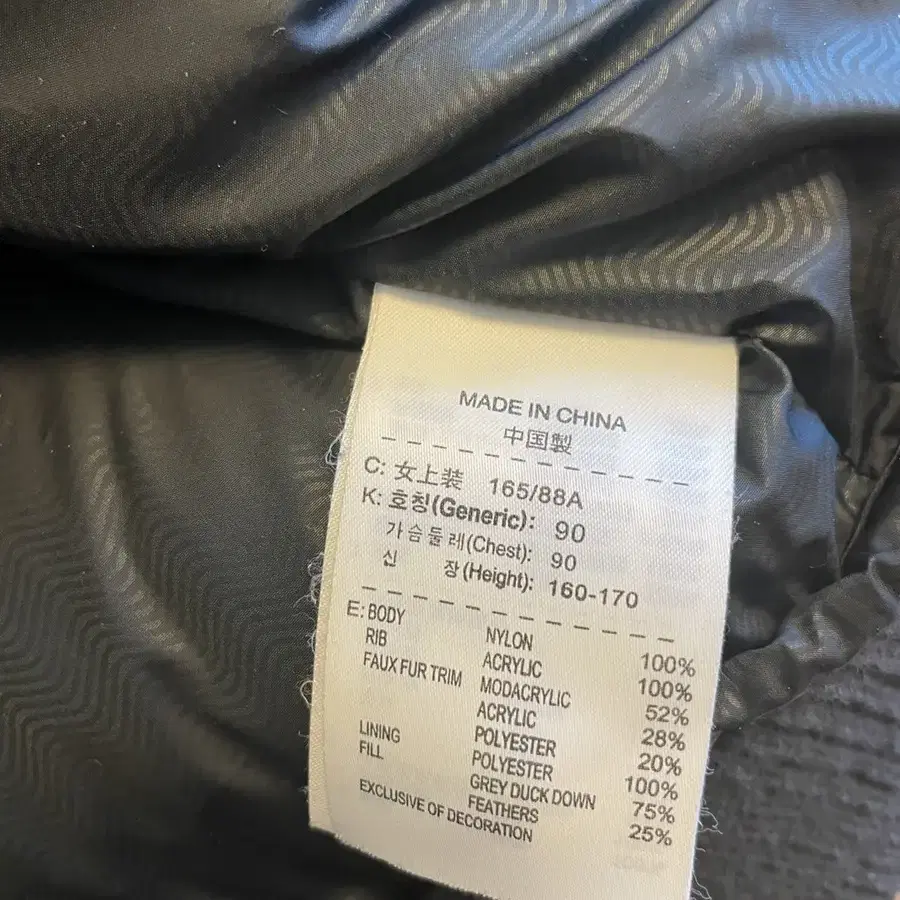 MADE IN CHINA
中国製
C: 女上装 165/88A
K: 호칭(Generic): 90
가슴둘레(Chest): 90
신 장(Height): 160-170
E: BODY NYLON 100%
RIB ACRYLIC 100%
FAUX FUR TRIM MODACRYLIC 52%
ACRYLIC 28%
POLYESTER 20%
LINING POLYESTER 100%
FILL GREY DUCK DOWN 75%
FEATHERS 25%
EXCLUSIVE OF DECORATION